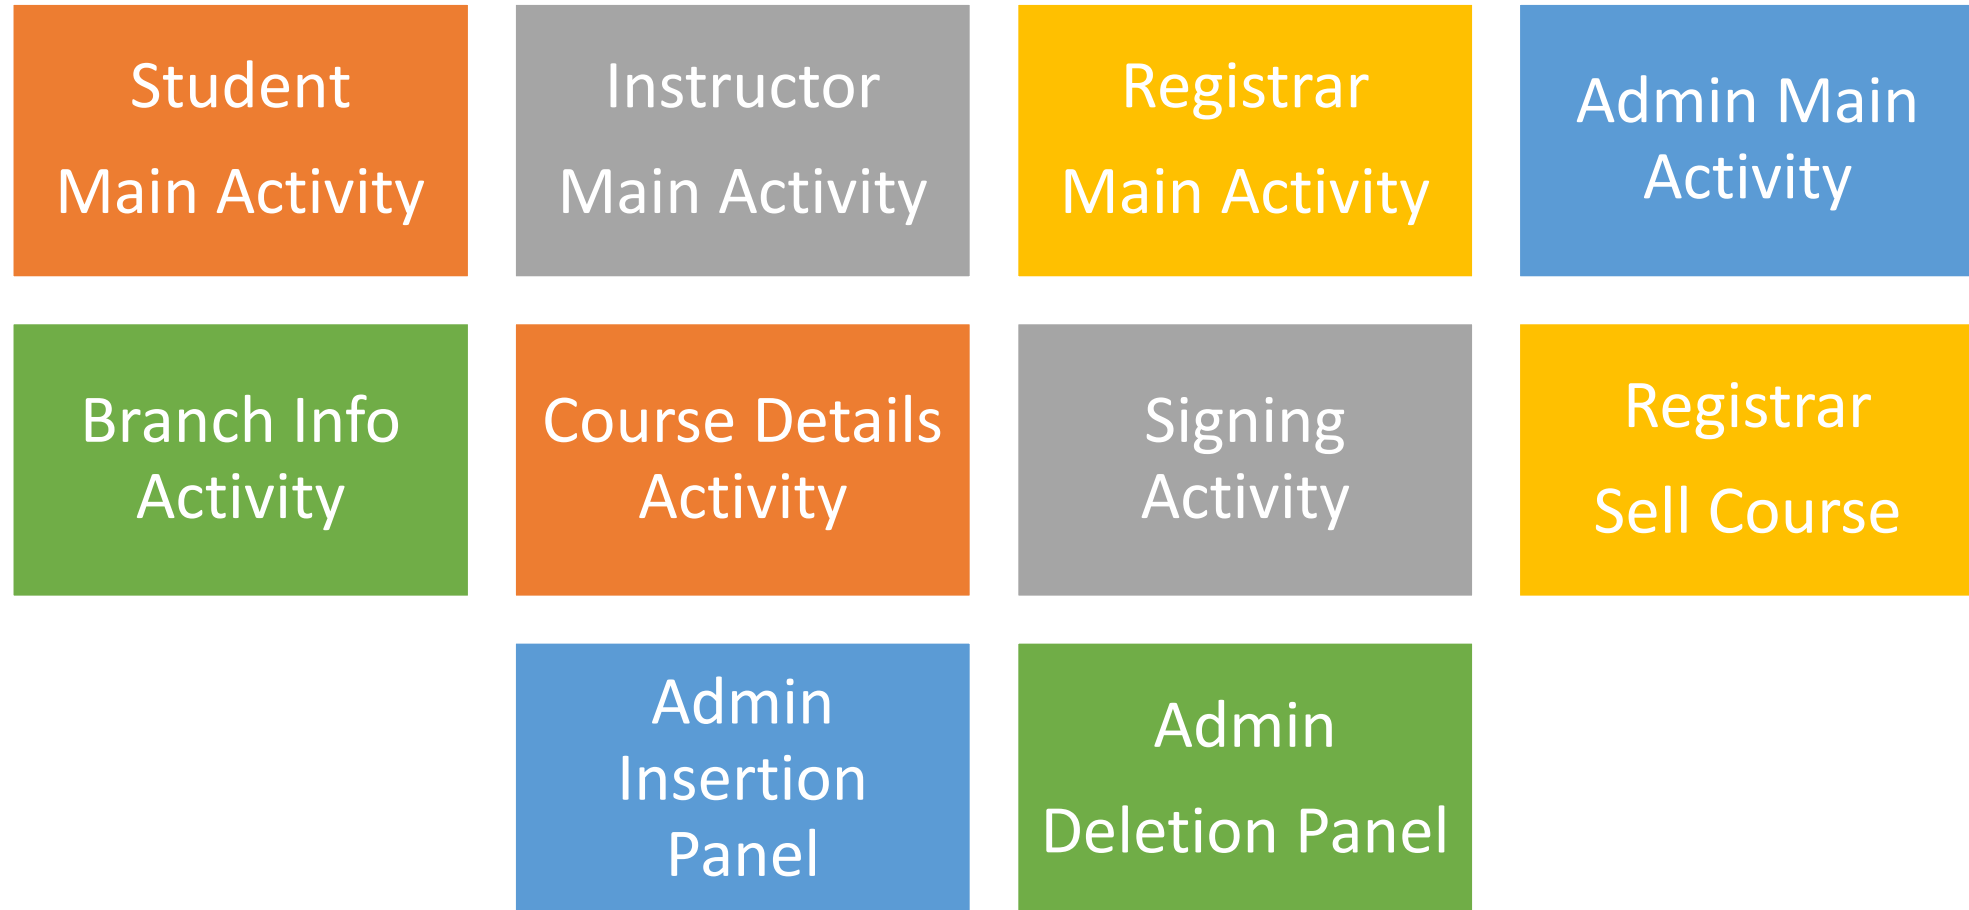 Student
Main Activity
Instructor
Main Activity
Registrar
Main Activity
Admin Main
Activity
Branch Info
Activity
Course Details
Activity
Signing
Activity
Registrar
Sell Course
Admin
Insertion
Panel
Admin
Deletion Panel